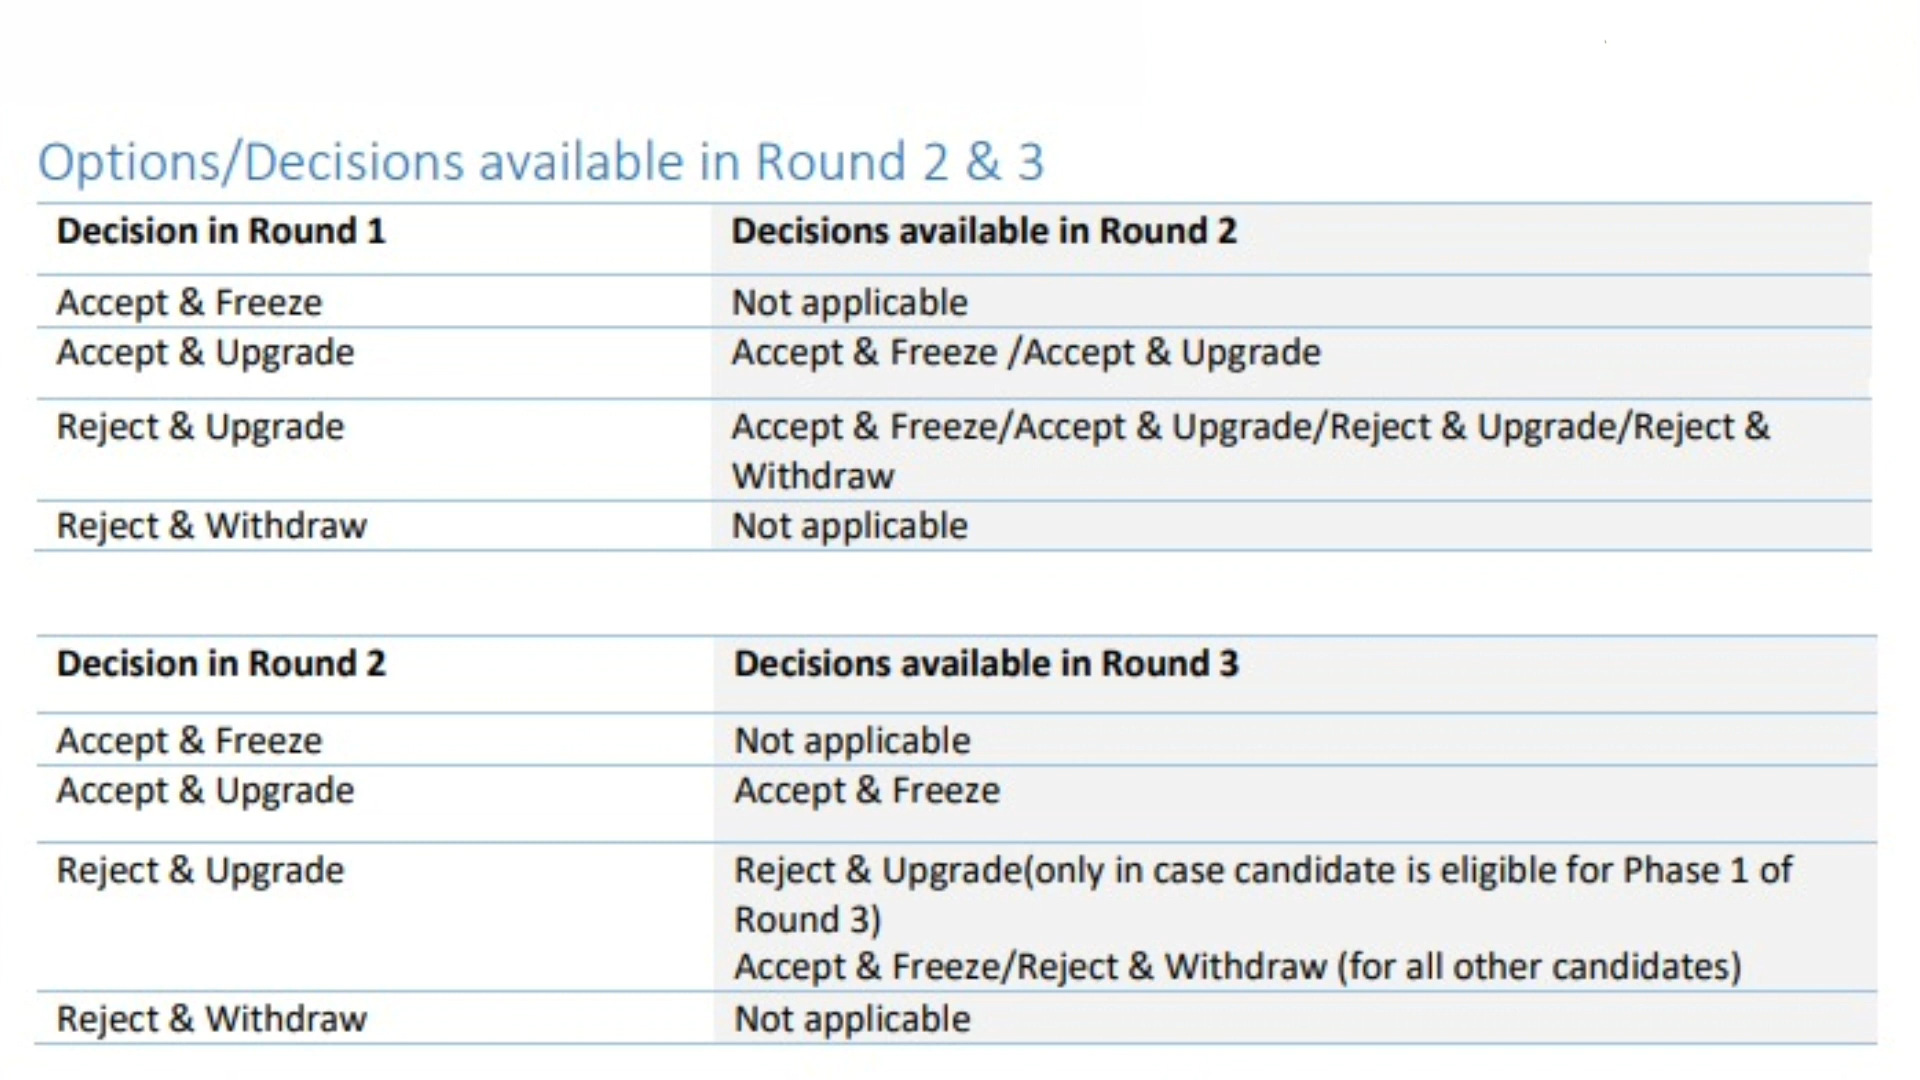 Options/Decisions available in Round 2 & 3
Decision in Round 1 Decisions available in Round 2
Accept & Freeze Not applicable
Accept & Upgrade Accept & Freeze /Accept & Upgrade
Reject & Upgrade Accept & Freeze/Accept & Upgrade/Reject & Upgrade/Reject &
Withdraw
Reject & Withdraw Not applicable
Decision in Round 2 Decisions available in Round 3
Accept & Freeze Not applicable
Accept & Upgrade Accept & Freeze
Reject & Upgrade Reject & Upgrade(only in case candidate is eligible for Phase 1 of
Round 3)
Accept & Freeze/Reject & Withdraw (for all other candidates)
Reject & Withdraw Not applicable